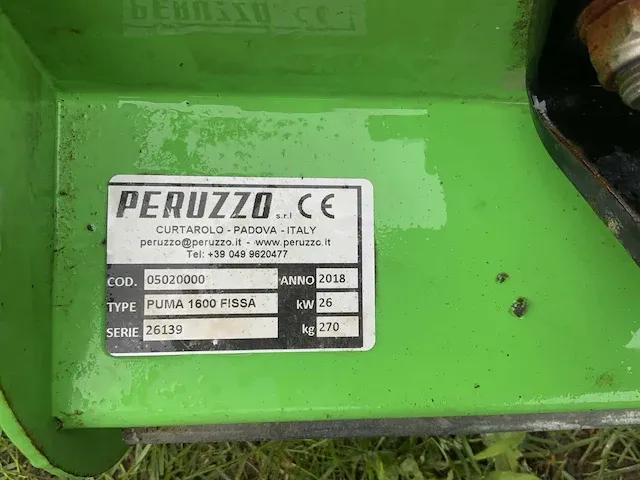 PERUZZO s.r.l CE
CURTAROLO - PADOVA - ITALY
peruzzo@peruzzo.it - www.peruzzo.it
Tel: +39 049 9620477
COD. 05020000 ANNO 2018
TYPE PUMA 1600 FISSA kW 26
SERIE 26139 kg 270